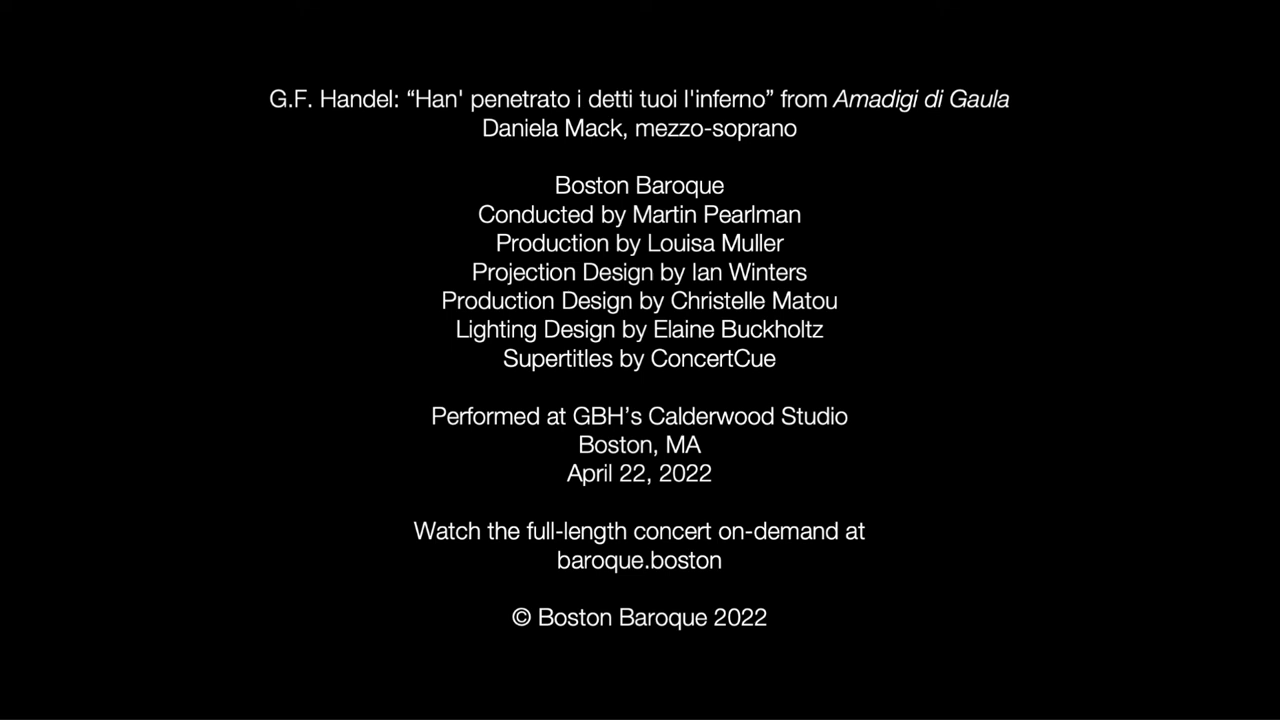 G.F. Handel: “Han' penetrato i detti tuoi l'inferno” from Amadigi di Gaula
Daniela Mack, mezzo-soprano
Boston Baroque
Conducted by Martin Pearlman
Production by Louisa Muller
Projection Design by Ian Winters
Production Design by Christelle Matou
Lighting Design by Elaine Buckholtz
Supertitles by ConcertCue
Performed at GBH’s Calderwood Studio
Boston, MA
April 22, 2022
Watch the full-length concert on-demand at
baroque.boston
© Boston Baroque 2022